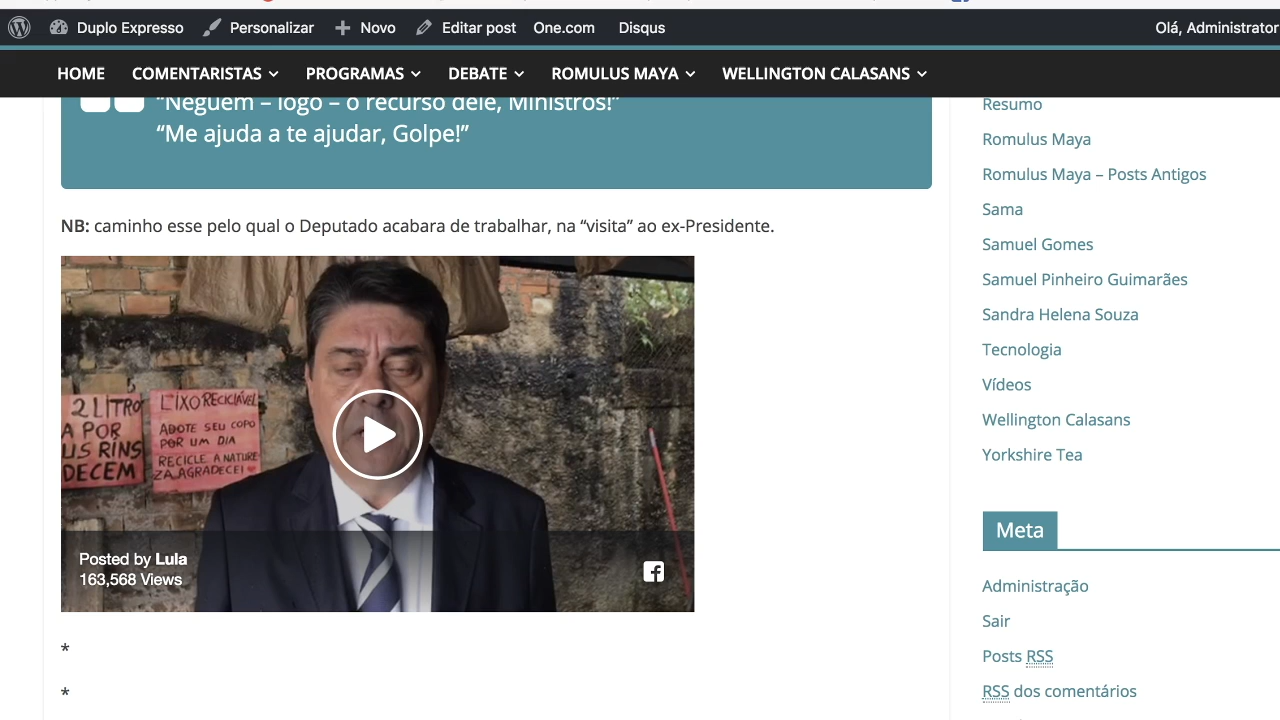 Duplo Expresso
Personalizar
Novo
Editar post
One.com
Disqus
Olá, Administrator
HOME
COMENTARISTAS
PROGRAMAS
DEBATE
ROMULUS MAYA
WELLINGTON CALASANS
“Neguem – logo – o recurso dele, Ministros!”
“Me ajuda a te ajudar, Golpe!”
NB: caminho esse pelo qual o Deputado acabara de trabalhar, na “visita” ao ex-Presidente.
2 LITRO
A POR
US RINS
DECEM
LIXO RECICLÁVEL
ADOTE SEU COPO
POR UM DIA
RECICLE A NATURE
ZA AGRADECE!
Posted by Lula
163,568 Views
*
*
Resumo
Romulus Maya
Romulus Maya – Posts Antigos
Sama
Samuel Gomes
Samuel Pinheiro Guimarães
Sandra Helena Souza
Tecnologia
Vídeos
Wellington Calasans
Yorkshire Tea
Meta
Administração
Sair
Posts RSS
RSS dos comentários